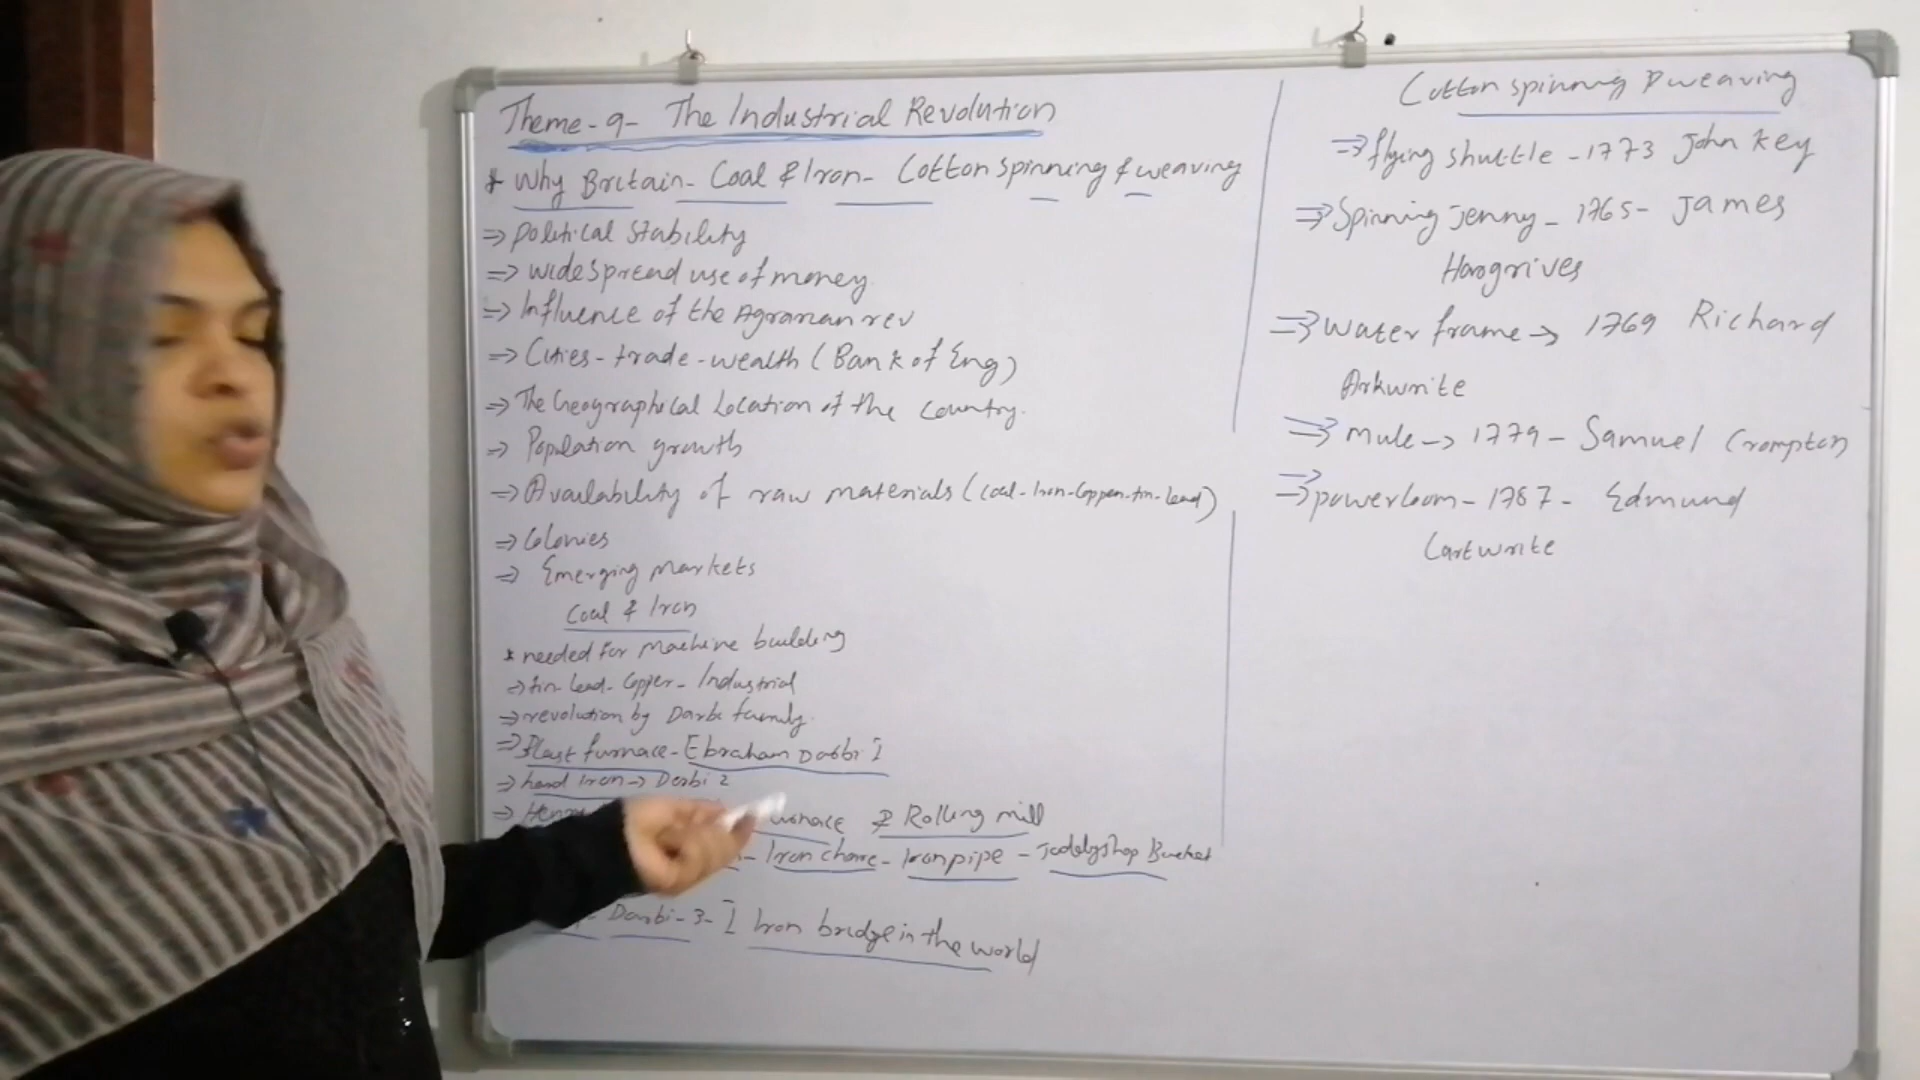 Theme-9- The Industrial Revolution
* Why Britain- Coal & Iron- Cotton spinning & weaving
⇒ political stability
⇒ wide spread use of money
⇒ Influence of the Agrarian rev
⇒ Cities-trade-wealth (Bank of Eng)
⇒ The Geographical Location of the country.
⇒ Population growth
⇒ Availability of raw materials (coal-Iron-Copper-tin-Lead)
⇒ Colonies
⇒ Emerging markets
Coal & Iron
* needed for machine building
⇒ tin-Lead-Copper-Industrial
⇒ revolution by Darbi family.
⇒ Blast furnace-Ebraham Darbi I
⇒ hard Iron → Derbi 2
⇒ Henry & Rolling mill
- Iron chare- Iron pipe -
Darbi-3-I Iron bridge in the world
Cotton spinning & weaving
⇒ flying shuttle -1773 John Key
⇒ Spinning Jenny- 1765- James
Hargrives
⇒ Water frame → 1769 Richard
Arkwrite
⇒ mule → 1779- Samuel Crompton
⇒ powerloom- 1787- Edmund
Cartwrite